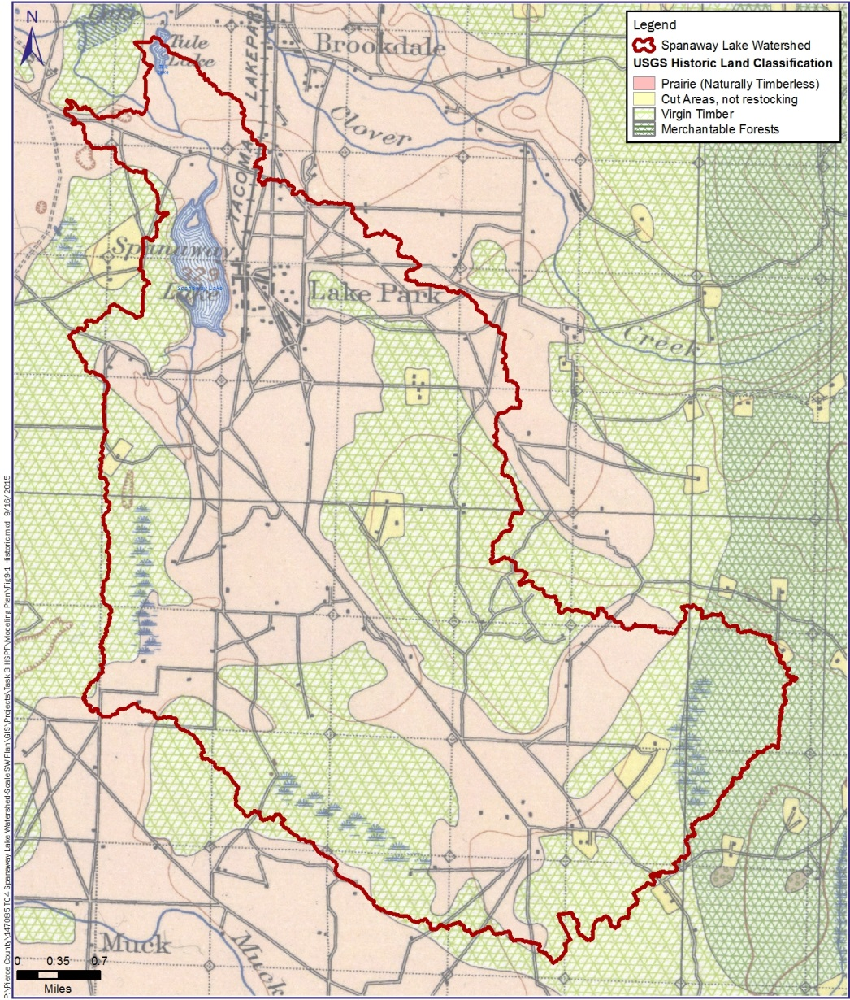 N
Lake
Tule
Lake
Brookdale
LAKEPARK
TACOMA
Clover
Legend
Spanaway Lake Watershed
USGS Historic Land Classification
Prairie (Naturally Timberless)
Cut Areas, not restocking
Virgin Timber
Merchantable Forests
Spanaway
Lake
Spanaway Lake
Lake Park
Creek
Muck
Muck
0 0.35 0.7
Miles
P:\Pierce County\147085 T04 Spanaway Lake Watershed-Scale SW Plan\GIS\Projects\Task 3 HSPF\Modeling Plan\Fig9-1 Historic.mxd 9/16/2015